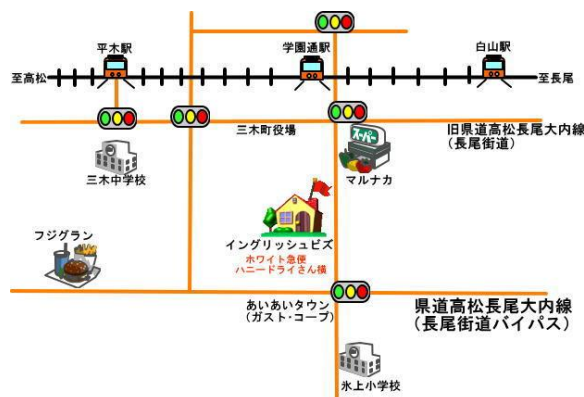 平木駅
学園通駅
白山駅
至高松
至長尾
三木町役場
旧県道高松長尾大内線
(長尾街道)
スーパー
三木中学校
マルナカ
フジグラン
イングリッシュビズ
ホワイト急便
ハニードライさん横
あいあいタウン
(ガスト・コープ)
県道高松長尾大内線
(長尾街道バイパス)
氷上小学校